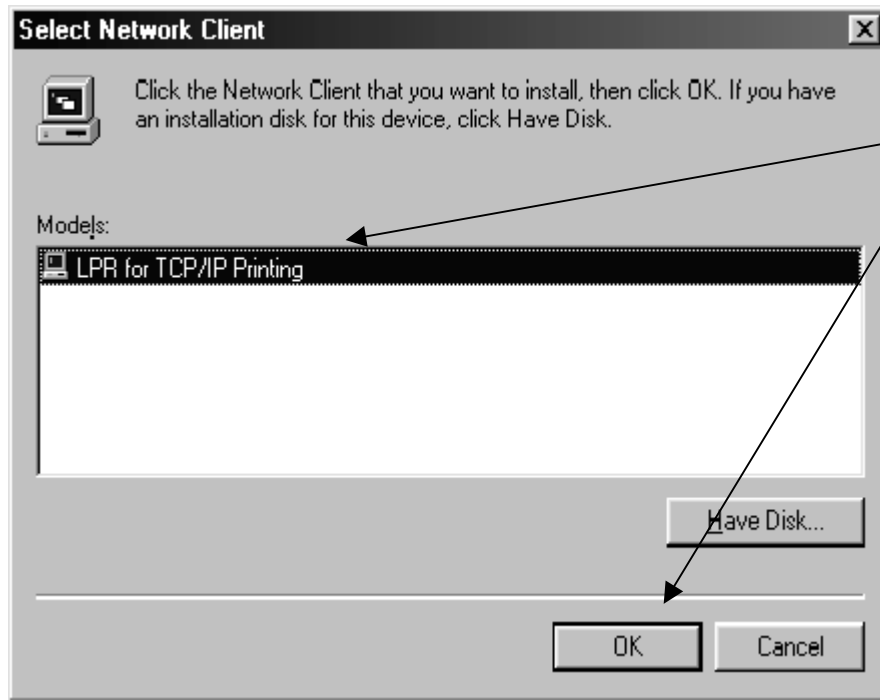 Select Network Client
Click the Network Client that you want to install, then click OK. If you have
an installation disk for this device, click Have Disk.
Models:
LPR for TCP/IP Printing
Have Disk...
OK
Cancel